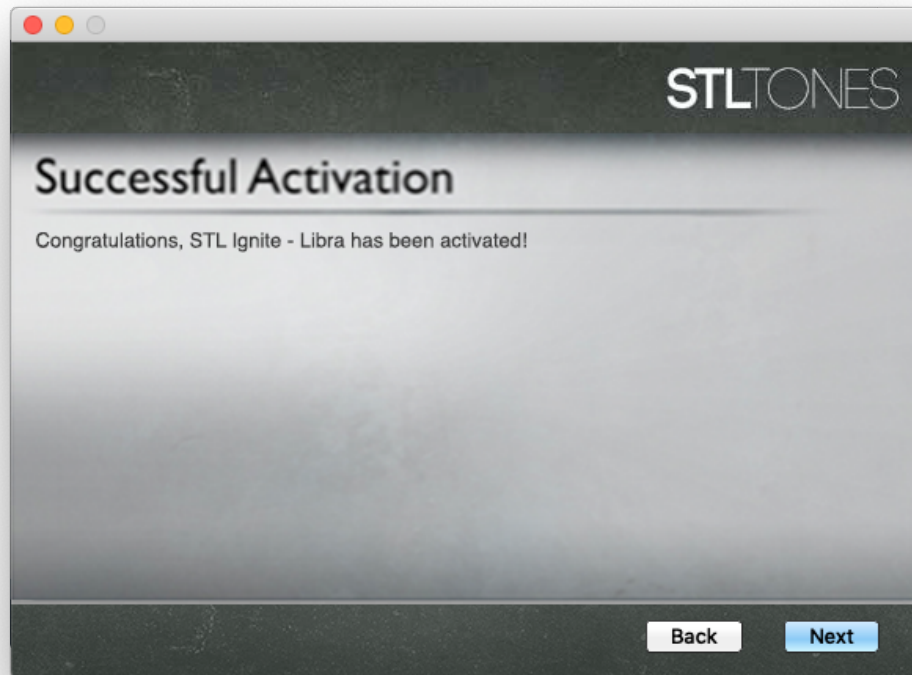 STLTONES
Successful Activation
Congratulations, STL Ignite - Libra has been activated!
Back Next